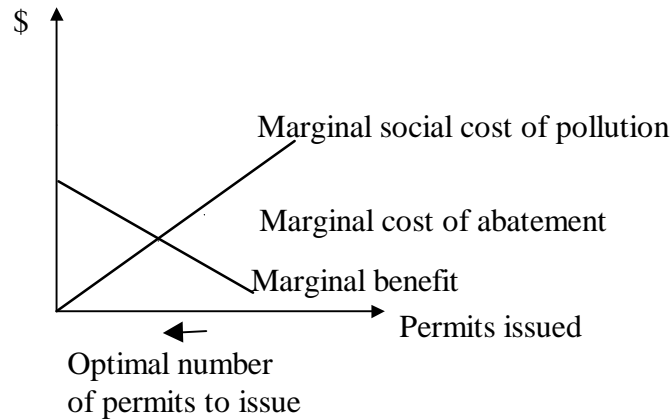 $
Marginal social cost of pollution
Marginal cost of abatement
Marginal benefit
Permits issued
Optimal number
of permits to issue